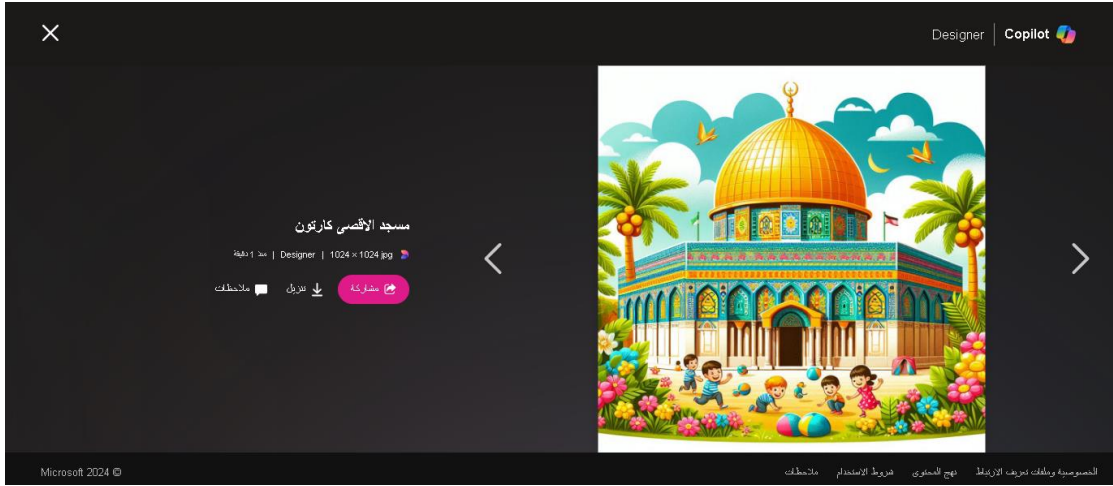 Designer | Copilot
مسجد الاقصى كارتون
1024 × 1024 jpg | Designer | منذ 1 دقيقة
مشاركة تنزيل ملاحظات
الخصوصية وملفات تعريف الارتباط نهج المحتوى شروط الاستخدام ملاحظات
Microsoft 2024 ©